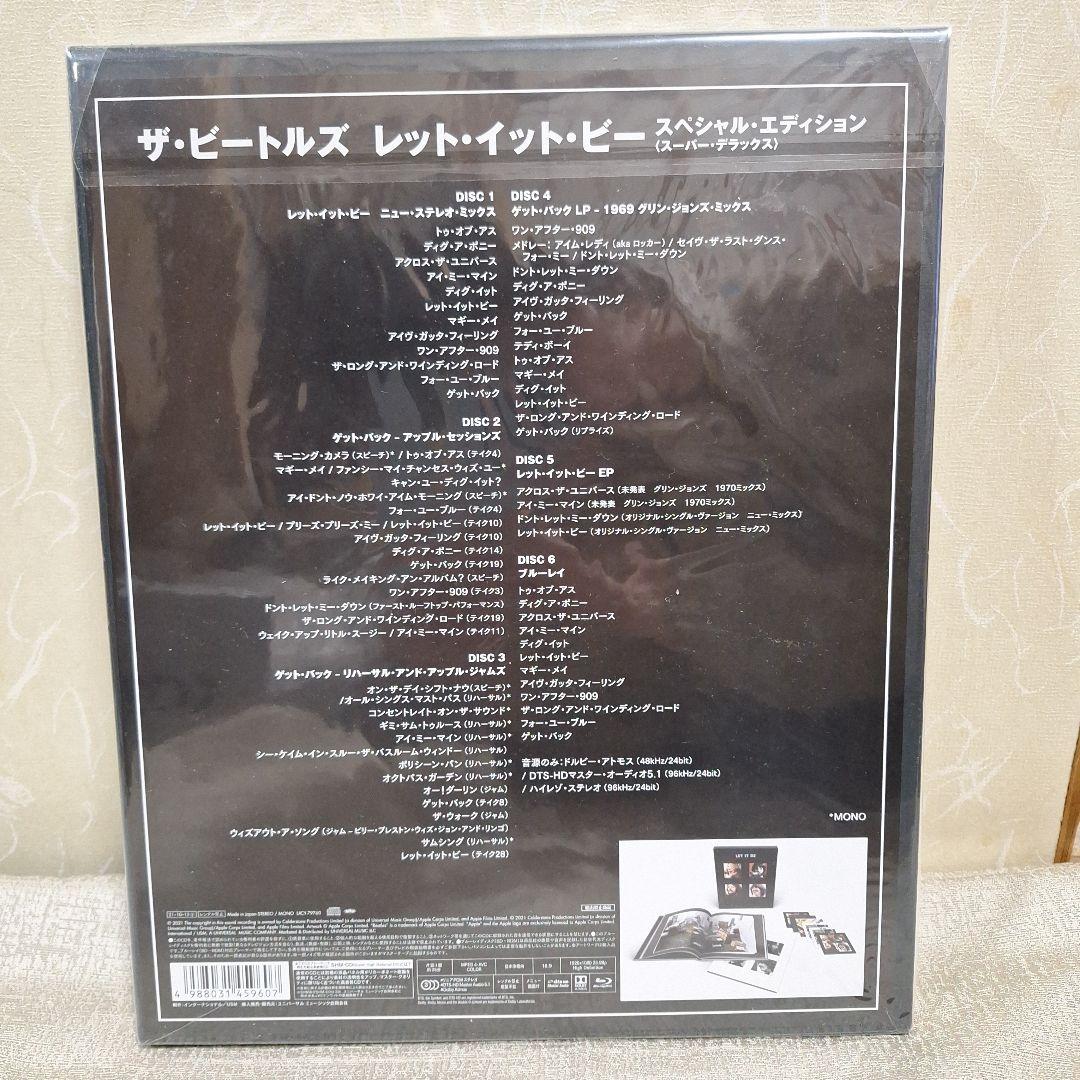 ザ・ビートルズ レット・イット・ビー スペシャル・エディション
〈スーパー・デラックス〉
DISC 1
レット・イット・ビー ニュー・ステレオ・ミックス
トゥ・オブ・アス
ディグ・ア・ポニー
アクロス・ザ・ユニバース
アイ・ミー・マイン
ディグ・イット
レット・イット・ビー
マギー・メイ
アイヴ・ガッタ・フィーリング
ワン・アフター・909
ザ・ロング・アンド・ワインディング・ロード
フォー・ユー・ブルー
ゲット・バック
DISC 2
ゲット・バック – アップル・セッションズ
モーニング・カメラ (スピーチ)* / トゥ・オブ・アス (テイク4)
マギー・メイ / ファンシー・マイ・チャンセス・ウィズ・ユー*
キャン・ユー・ディグ・イット?
アイ・ドント・ノウ・ホワイ・アイム・モーニング (スピーチ)*
フォー・ユー・ブルー (テイク4)
レット・イット・ビー / プリーズ・プリーズ・ミー / レット・イット・ビー (テイク10)
アイヴ・ガッタ・フィーリング (テイク10)
ディグ・ア・ポニー (テイク14)
ゲット・バック (テイク19)
ライク・メイキング・アン・アルバム? (スピーチ)
ワン・アフター・909 (テイク3)
ドント・レット・ミー・ダウン (ファースト・ルーフトップ・パフォーマンス)
ザ・ロング・アンド・ワインディング・ロード (テイク19)
ウェイク・アップ・リトル・スージー / アイ・ミー・マイン (テイク11)
DISC 3
ゲット・バック – リハーサル・アンド・アップル・ジャムズ
オン・ザ・デイ・シフト・ナウ(スピーチ)*
/オール・シングス・マスト・パス (リハーサル)*
コンセントレイト・オン・ザ・サウンド*
ギミ・サム・トゥルース (リハーサル)*
アイ・ミー・マイン (リハーサル)*
シー・ケイム・イン・スルー・ザ・バスルーム・ウィンドー (リハーサル)
ポリシーン・パン (リハーサル)*
オクトパス・ガーデン (リハーサル)*
オー!ダーリン (ジャム)
ゲット・バック (テイク8)
ザ・ウォーク (ジャム)
ウィズアウト・ア・ソング (ジャム – ビリー・プレストン・ウィズ・ジョン・アンド・リンゴ)
サムシング (リハーサル)*
レット・イット・ビー (テイク28)
DISC 4
ゲット・バック LP – 1969 グリン・ジョンズ・ミックス
ワン・アフター・909
メドレー: アイム・レディ (aka ロッカー) / セイヴ・ザ・ラスト・ダンス・
フォー・ミー / ドント・レット・ミー・ダウン
ドント・レット・ミー・ダウン
ディグ・ア・ポニー
アイヴ・ガッタ・フィーリング
ゲット・バック
フォー・ユー・ブルー
テディ・ボーイ
トゥ・オブ・アス
マギー・メイ
ディグ・イット
レット・イット・ビー
ザ・ロング・アンド・ワインディング・ロード
ゲット・バック (リプライズ)
DISC 5
レット・イット・ビー EP
アクロス・ザ・ユニバース (未発表 グリン・ジョンズ 1970ミックス)
アイ・ミー・マイン (未発表 グリン・ジョンズ 1970ミックス)
ドント・レット・ミー・ダウン (オリジナル・シングル・ヴァージョン ニュー・ミックス)
レット・イット・ビー (オリジナル・シングル・ヴァージョン ニュー・ミックス)
DISC 6
ブルーレイ
トゥ・オブ・アス
ディグ・ア・ポニー
アクロス・ザ・ユニバース
アイ・ミー・マイン
ディグ・イット
レット・イット・ビー
マギー・メイ
アイヴ・ガッタ・フィーリング
ワン・アフター・909
ザ・ロング・アンド・ワインディング・ロード
フォー・ユー・ブルー
ゲット・バック
音源のみ:ドルビー・アトモス (48kHz/24bit)
/ DTS-HDマスター・オーディオ5.1 (96kHz/24bit)
/ ハイレゾ・ステレオ (96kHz/24bit)
*MONO
LET IT BE
Made in Japan STEREO / MONO UICY-79760
4 988031 459607
MPEG-4 AVC
COLOR
16:9